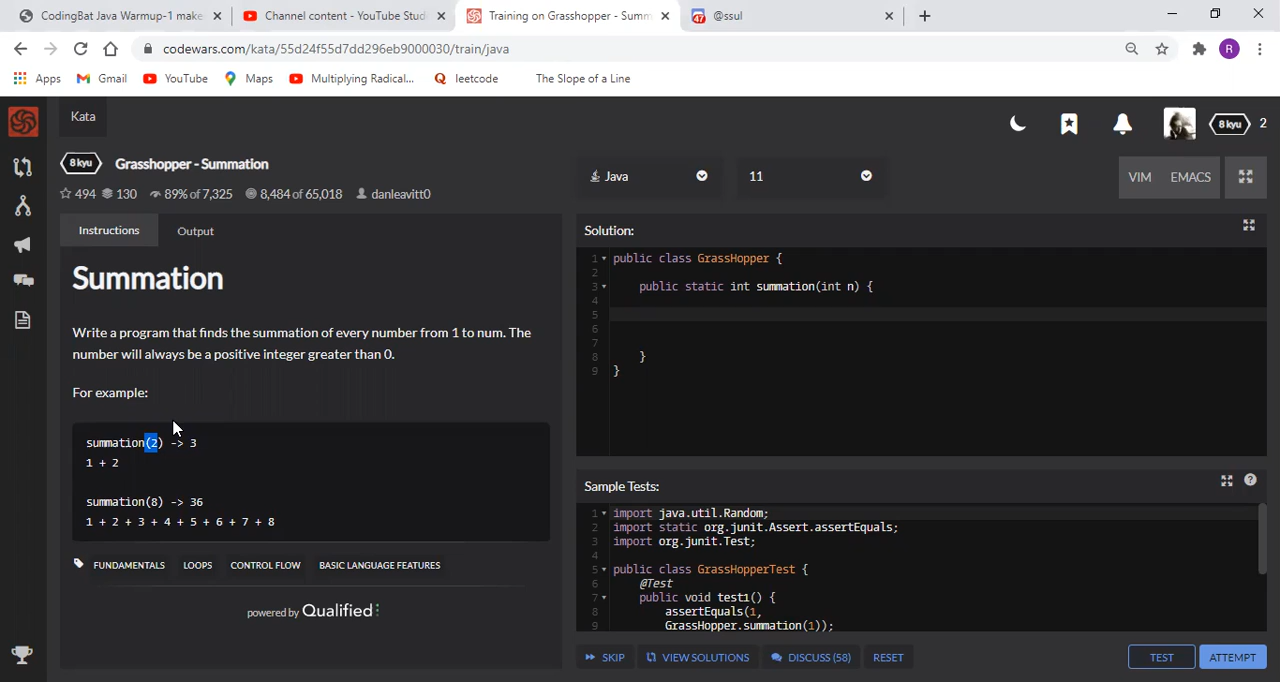 CodingBat Java Warmup-1 make
Channel content - YouTube Studi
Training on Grasshopper - Summ
47 @ssul
codewars.com/kata/55d24f55d7dd296eb9000030/train/java
R
Apps Gmail YouTube Maps Multiplying Radical... leetcode The Slope of a Line
Kata
8 kyu 2
8 kyu Grasshopper - Summation
494 130 89% of 7,325 8,484 of 65,018 danleavitt0
Java 11 VIM EMACS
Instructions Output
Summation
Write a program that finds the summation of every number from 1 to num. The
number will always be a positive integer greater than 0.
For example:
summation(2) -> 3
1 + 2
summation(8) -> 36
1 + 2 + 3 + 4 + 5 + 6 + 7 + 8
FUNDAMENTALS LOOPS CONTROL FLOW BASIC LANGUAGE FEATURES
powered by Qualified
Solution:
1 public class GrassHopper {
2
3 public static int summation(int n) {
4
5
6
7
8 }
9 }
Sample Tests:
1 import java.util.Random;
2 import static org.junit.Assert.assertEquals;
3 import org.junit.Test;
4
5 public class GrassHopperTest {
6 @Test
7 public void test1() {
8 assertEquals(1,
9 GrassHopper.summation(1));
SKIP VIEW SOLUTIONS DISCUSS (58) RESET TEST ATTEMPT